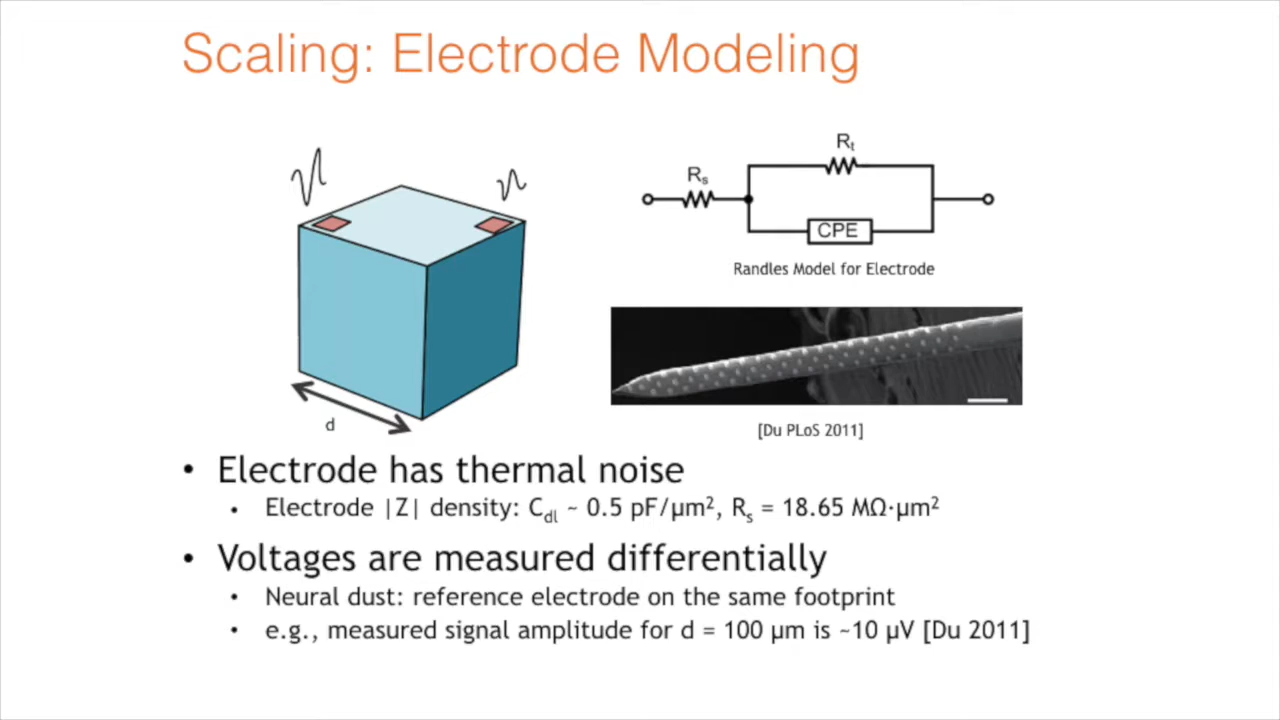 Scaling: Electrode Modeling
Rt
Rs
CPE
Randles Model for Electrode
d
[Du PLoS 2011]
• Electrode has thermal noise
• Electrode |Z| density: Cdl ~ 0.5 pF/µm², Rs = 18.65 MΩ·µm²
• Voltages are measured differentially
• Neural dust: reference electrode on the same footprint
• e.g., measured signal amplitude for d = 100 µm is ~10 µV [Du 2011]